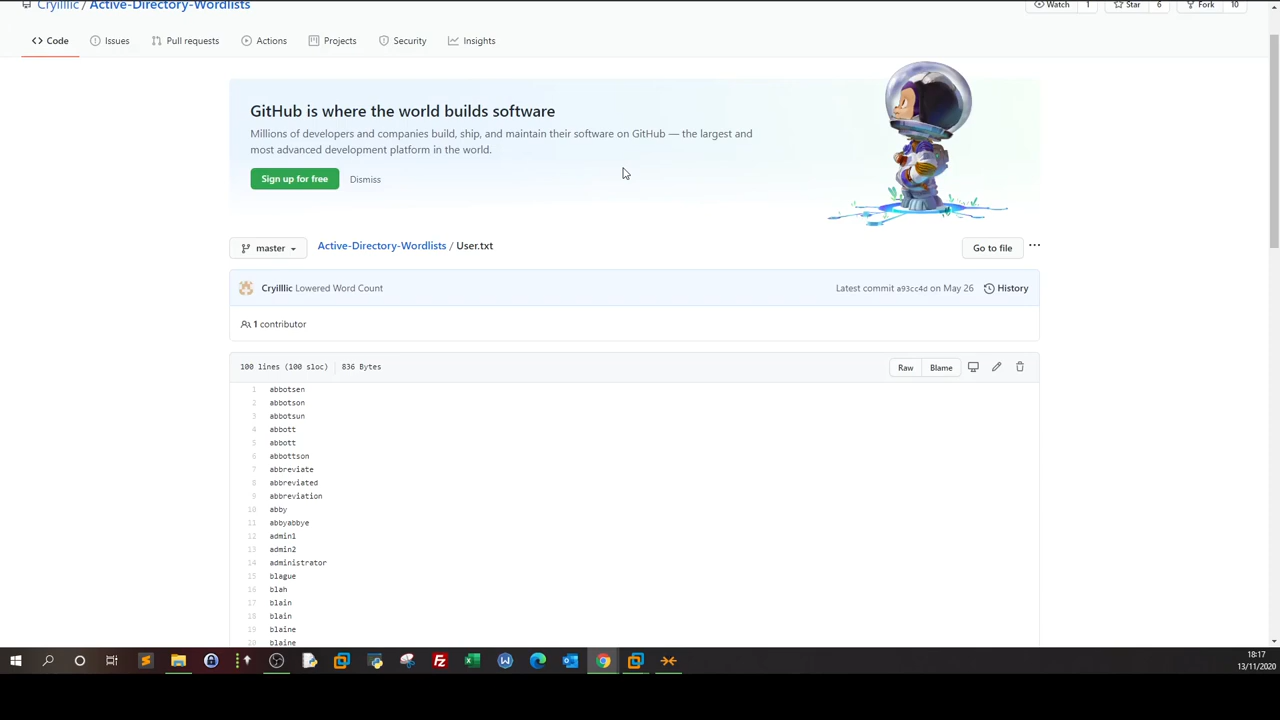 Cryilllic / Active-Directory-Wordlists
Watch 1 Star 6 Fork 10
Code Issues Pull requests Actions Projects Security Insights
GitHub is where the world builds software
Millions of developers and companies build, ship, and maintain their software on GitHub — the largest and
most advanced development platform in the world.
Sign up for free Dismiss
master Active-Directory-Wordlists / User.txt Go to file ...
Cryilllic Lowered Word Count Latest commit a93cc4d on May 26 History
1 contributor
100 lines (100 sloc) 836 Bytes Raw Blame
1 abbotsen
2 abbotson
3 abbotsun
4 abbott
5 abbott
6 abbottson
7 abbreviate
8 abbreviated
9 abbreviation
10 abby
11 abbyabbye
12 admin1
13 admin2
14 administrator
15 blague
16 blah
17 blain
18 blain
19 blaine
20 blaine
18:17
13/11/2020